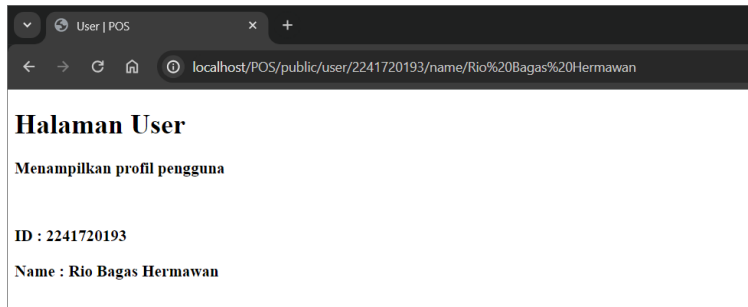 User | POS
localhost/POS/public/user/2241720193/name/Rio%20Bagas%20Hermawan
Halaman User
Menampilkan profil pengguna
ID : 2241720193
Name : Rio Bagas Hermawan